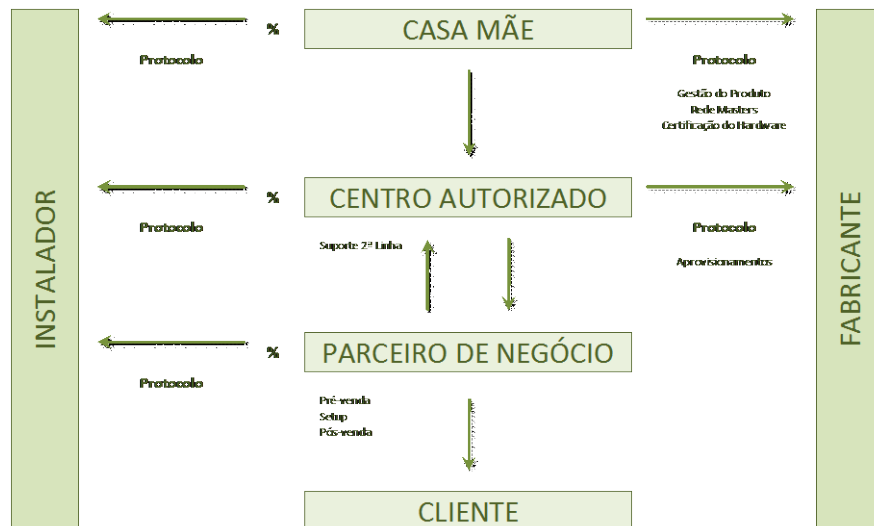 INSTALADOR
%
CASA MÃE
Protocolo
Protocolo
Gestão do Produto
Rede Masters
Certificação do Hardware
%
CENTRO AUTORIZADO
Protocolo
Suporte 2ª Linha
Protocolo
Aprovisionamentos
%
PARCEIRO DE NEGÓCIO
Protocolo
Pré-venda
Setup
Pós-venda
CLIENTE
FABRICANTE